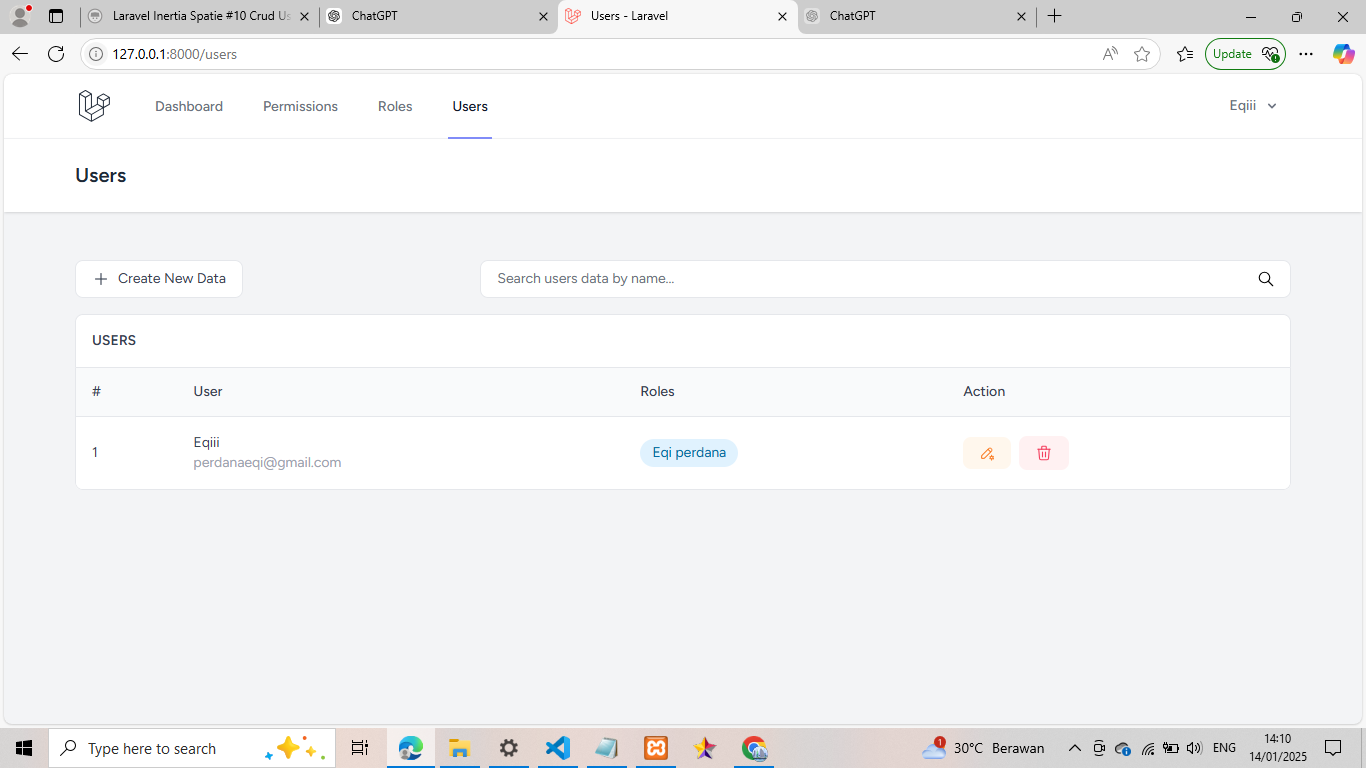 Laravel Inertia Spatie #10 Crud Us
ChatGPT
Users - Laravel
ChatGPT
127.0.0.1:8000/users
Update
Dashboard
Permissions
Roles
Users
Eqiii
Users
Create New Data
Search users data by name...
USERS
#
User
Roles
Action
1
Eqiii
perdanaeqi@gmail.com
Eqi perdana
Type here to search
1
30°C Berawan
ENG
14:10
14/01/2025